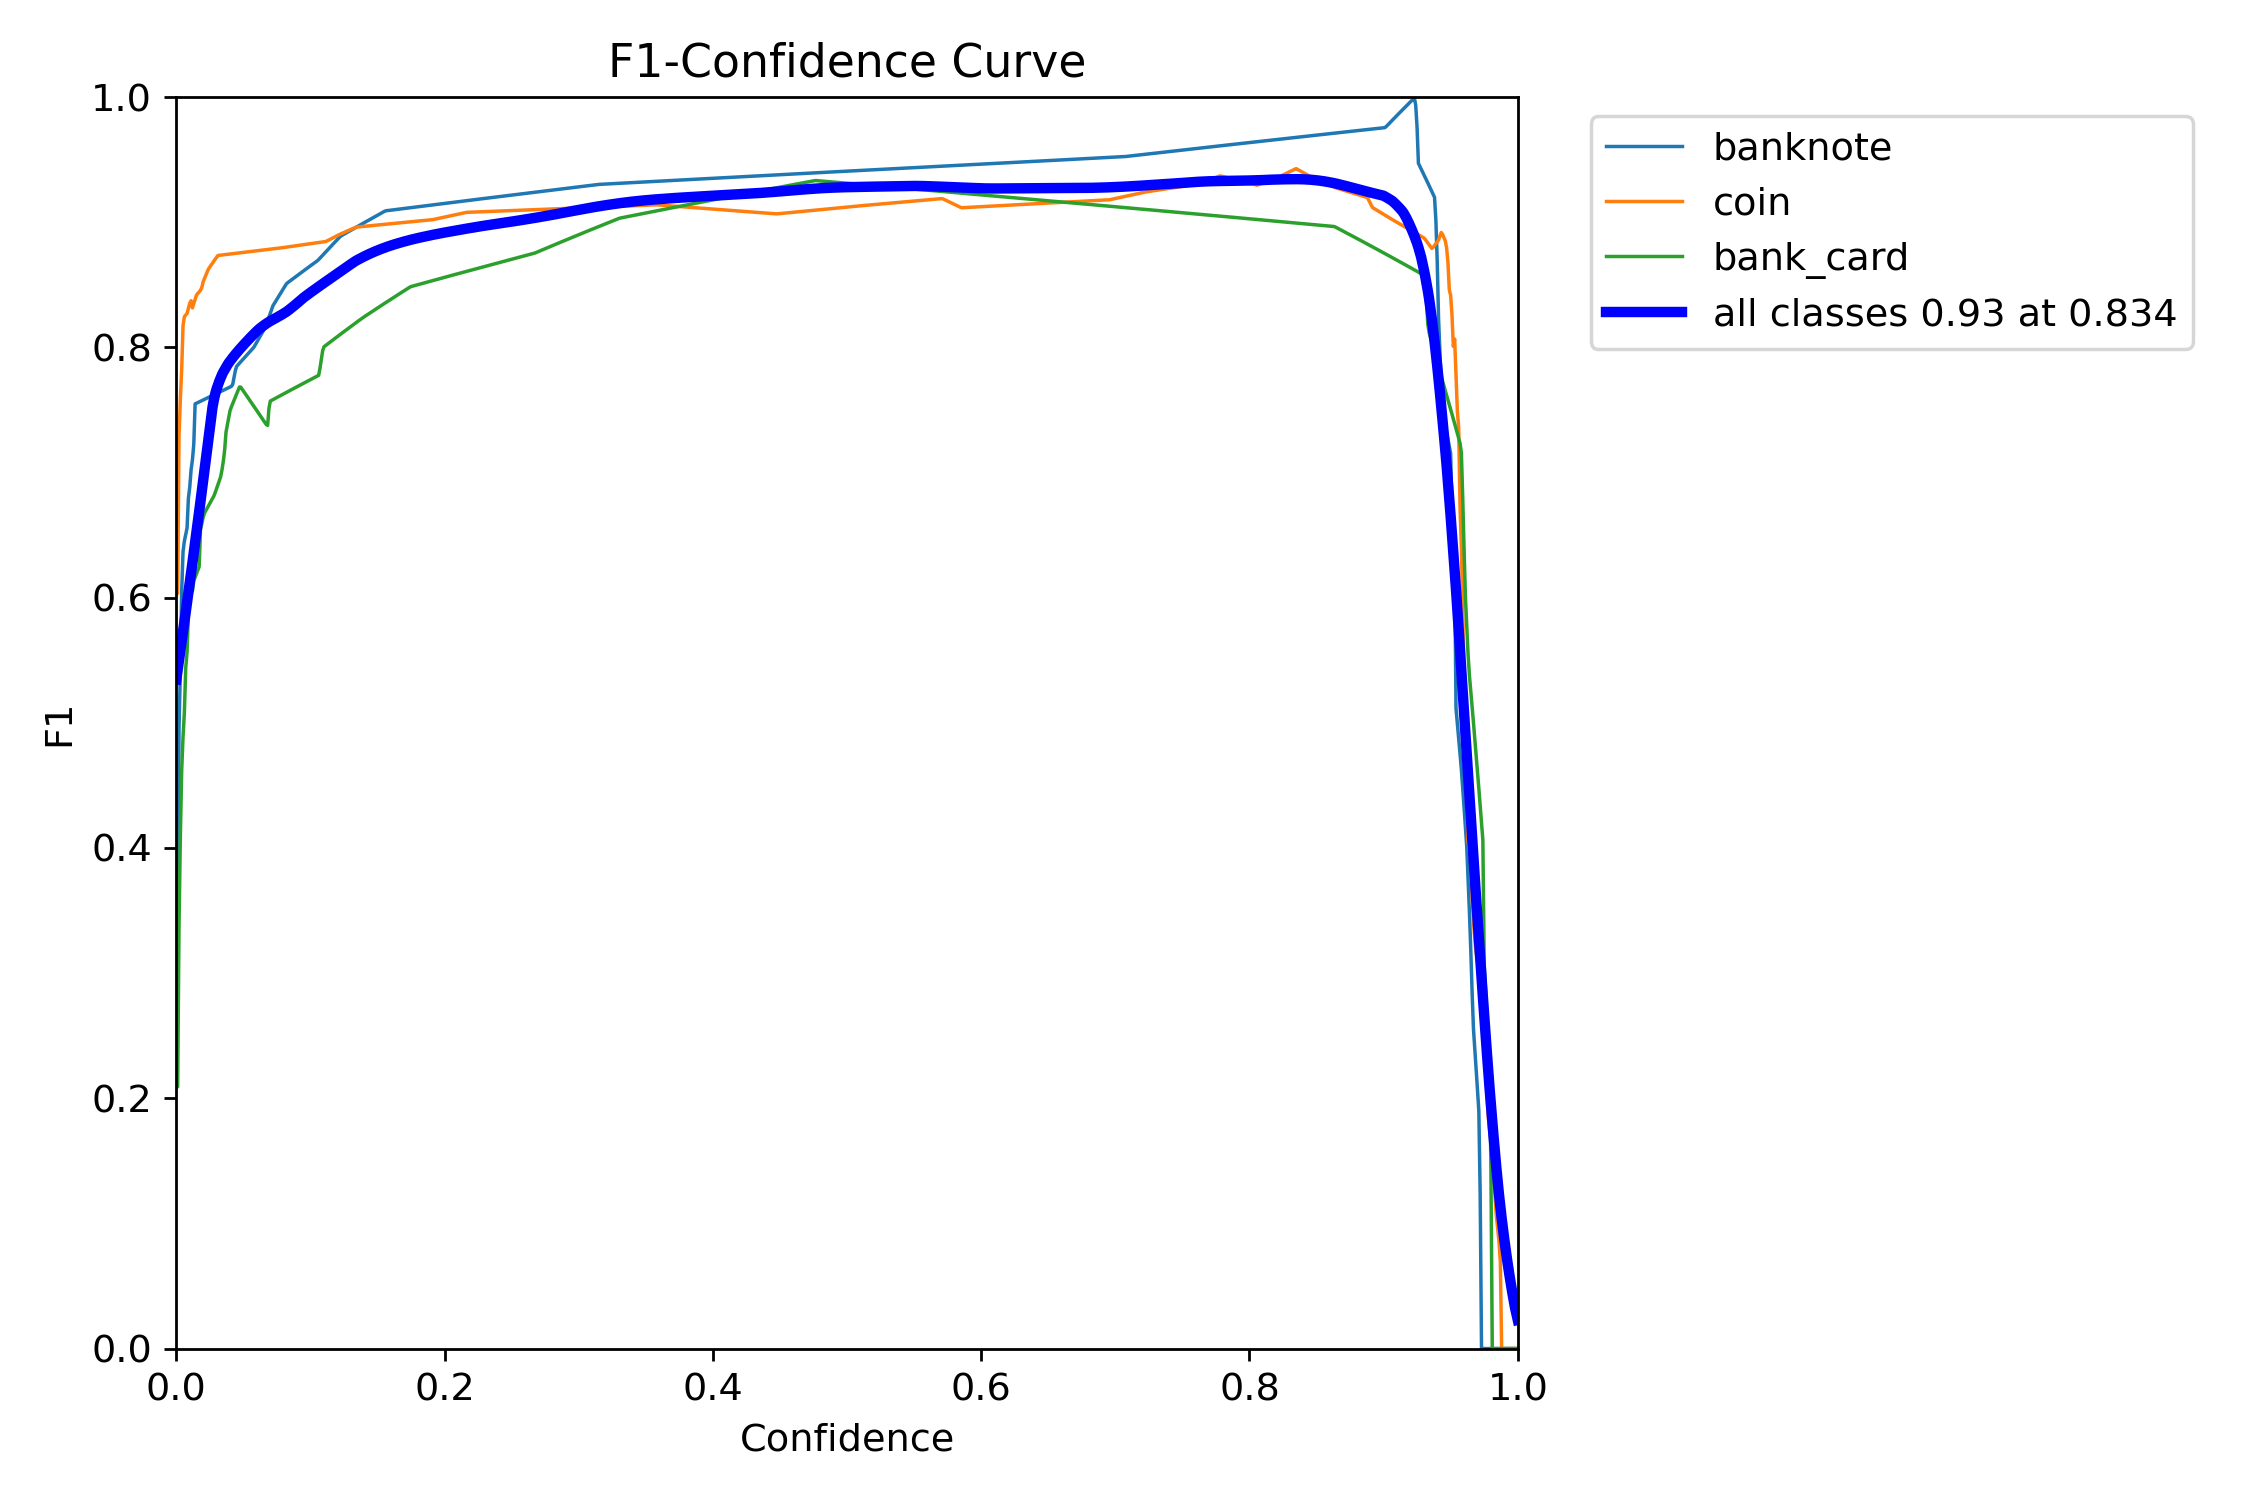 F1-Confidence Curve
1.0
0.8
0.6
0.4
0.2
0.0
F1
0.0 0.2 0.4 0.6 0.8 1.0
Confidence
banknote
coin
bank_card
all classes 0.93 at 0.834